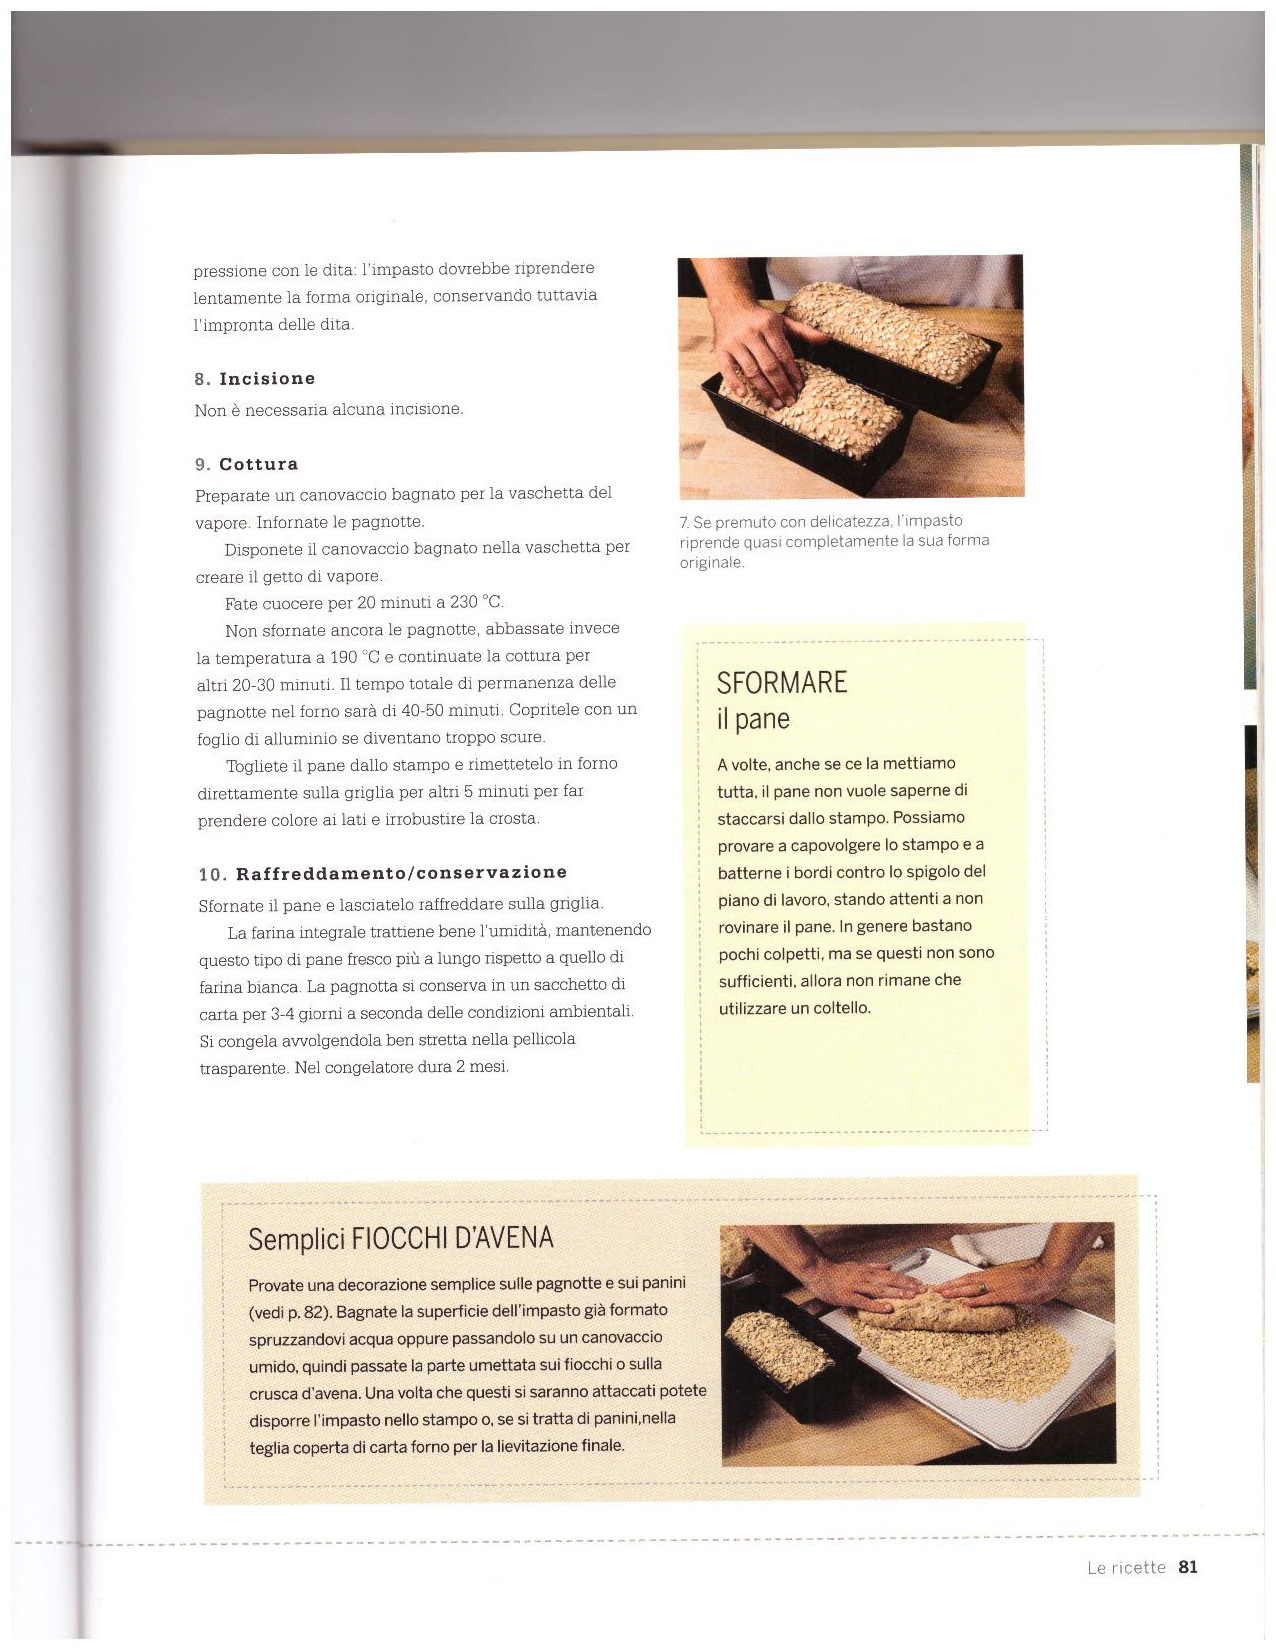 pressione con le dita: l'impasto dovrebbe riprendere
lentamente la forma originale, conservando tuttavia
l'impronta delle dita.
8. Incisione
Non è necessaria alcuna incisione.
9. Cottura
Preparate un canovaccio bagnato per la vaschetta del
vapore. Infornate le pagnotte.
Disponete il canovaccio bagnato nella vaschetta per
creare il getto di vapore.
Fate cuocere per 20 minuti a 230 °C.
Non sfornate ancora le pagnotte, abbassate invece
la temperatura a 190 °C e continuate la cottura per
altri 20-30 minuti. Il tempo totale di permanenza delle
pagnotte nel forno sarà di 40-50 minuti. Copritele con un
foglio di alluminio se diventano troppo scure.
Togliete il pane dallo stampo e rimettetelo in forno
direttamente sulla griglia per altri 5 minuti per far
prendere colore ai lati e irrobustire la crosta.
10. Raffreddamento/conservazione
Sfornate il pane e lasciatelo raffreddare sulla griglia.
La farina integrale trattiene bene l'umidità, mantenendo
questo tipo di pane fresco più a lungo rispetto a quello di
farina bianca. La pagnotta si conserva in un sacchetto di
carta per 3-4 giorni a seconda delle condizioni ambientali.
Si congela avvolgendola ben stretta nella pellicola
trasparente. Nel congelatore dura 2 mesi.
7. Se premuto con delicatezza, l'impasto
riprende quasi completamente la sua forma
originale.
SFORMARE
il pane
A volte, anche se ce la mettiamo
tutta, il pane non vuole saperne di
staccarsi dallo stampo. Possiamo
provare a capovolgere lo stampo e a
batterne i bordi contro lo spigolo del
piano di lavoro, stando attenti a non
rovinare il pane. In genere bastano
pochi colpetti, ma se questi non sono
sufficienti, allora non rimane che
utilizzare un coltello.
Semplici FIOCCHI D'AVENA
Provate una decorazione semplice sulle pagnotte e sui panini
(vedi p. 82). Bagnate la superficie dell'impasto già formato
spruzzandovi acqua oppure passandolo su un canovaccio
umido, quindi passate la parte umettata sui fiocchi o sulla
crusca d'avena. Una volta che questi si saranno attaccati potete
disporre l'impasto nello stampo o, se si tratta di panini,nella
teglia coperta di carta forno per la lievitazione finale.
Le ricette 81